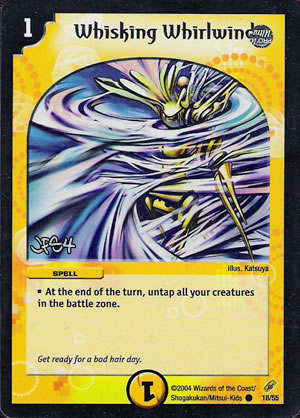 1
Whisking Whirlwind
JFS4
illus. Katsuya
SPELL
▪ At the end of the turn, untap all your creatures
in the battle zone.
Get ready for a bad hair day.
1
©2004 Wizards of the Coast/
Shogakukan/Mitsui-Kids ● 18/55